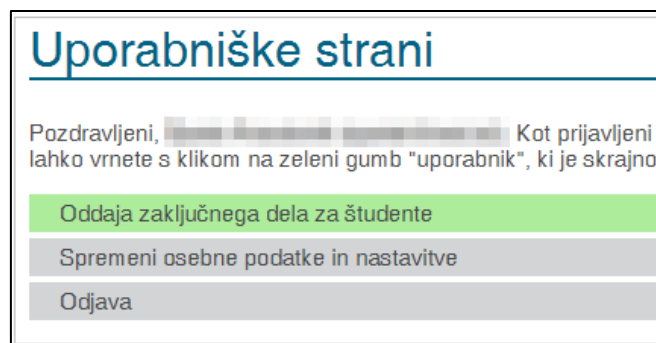 Uporabniške strani
Pozdravljeni, Kot prijavljeni
lahko vrnete s klikom na zeleni gumb "uporabnik", ki je skrajno
Oddaja zaključnega dela za študente
Spremeni osebne podatke in nastavitve
Odjava